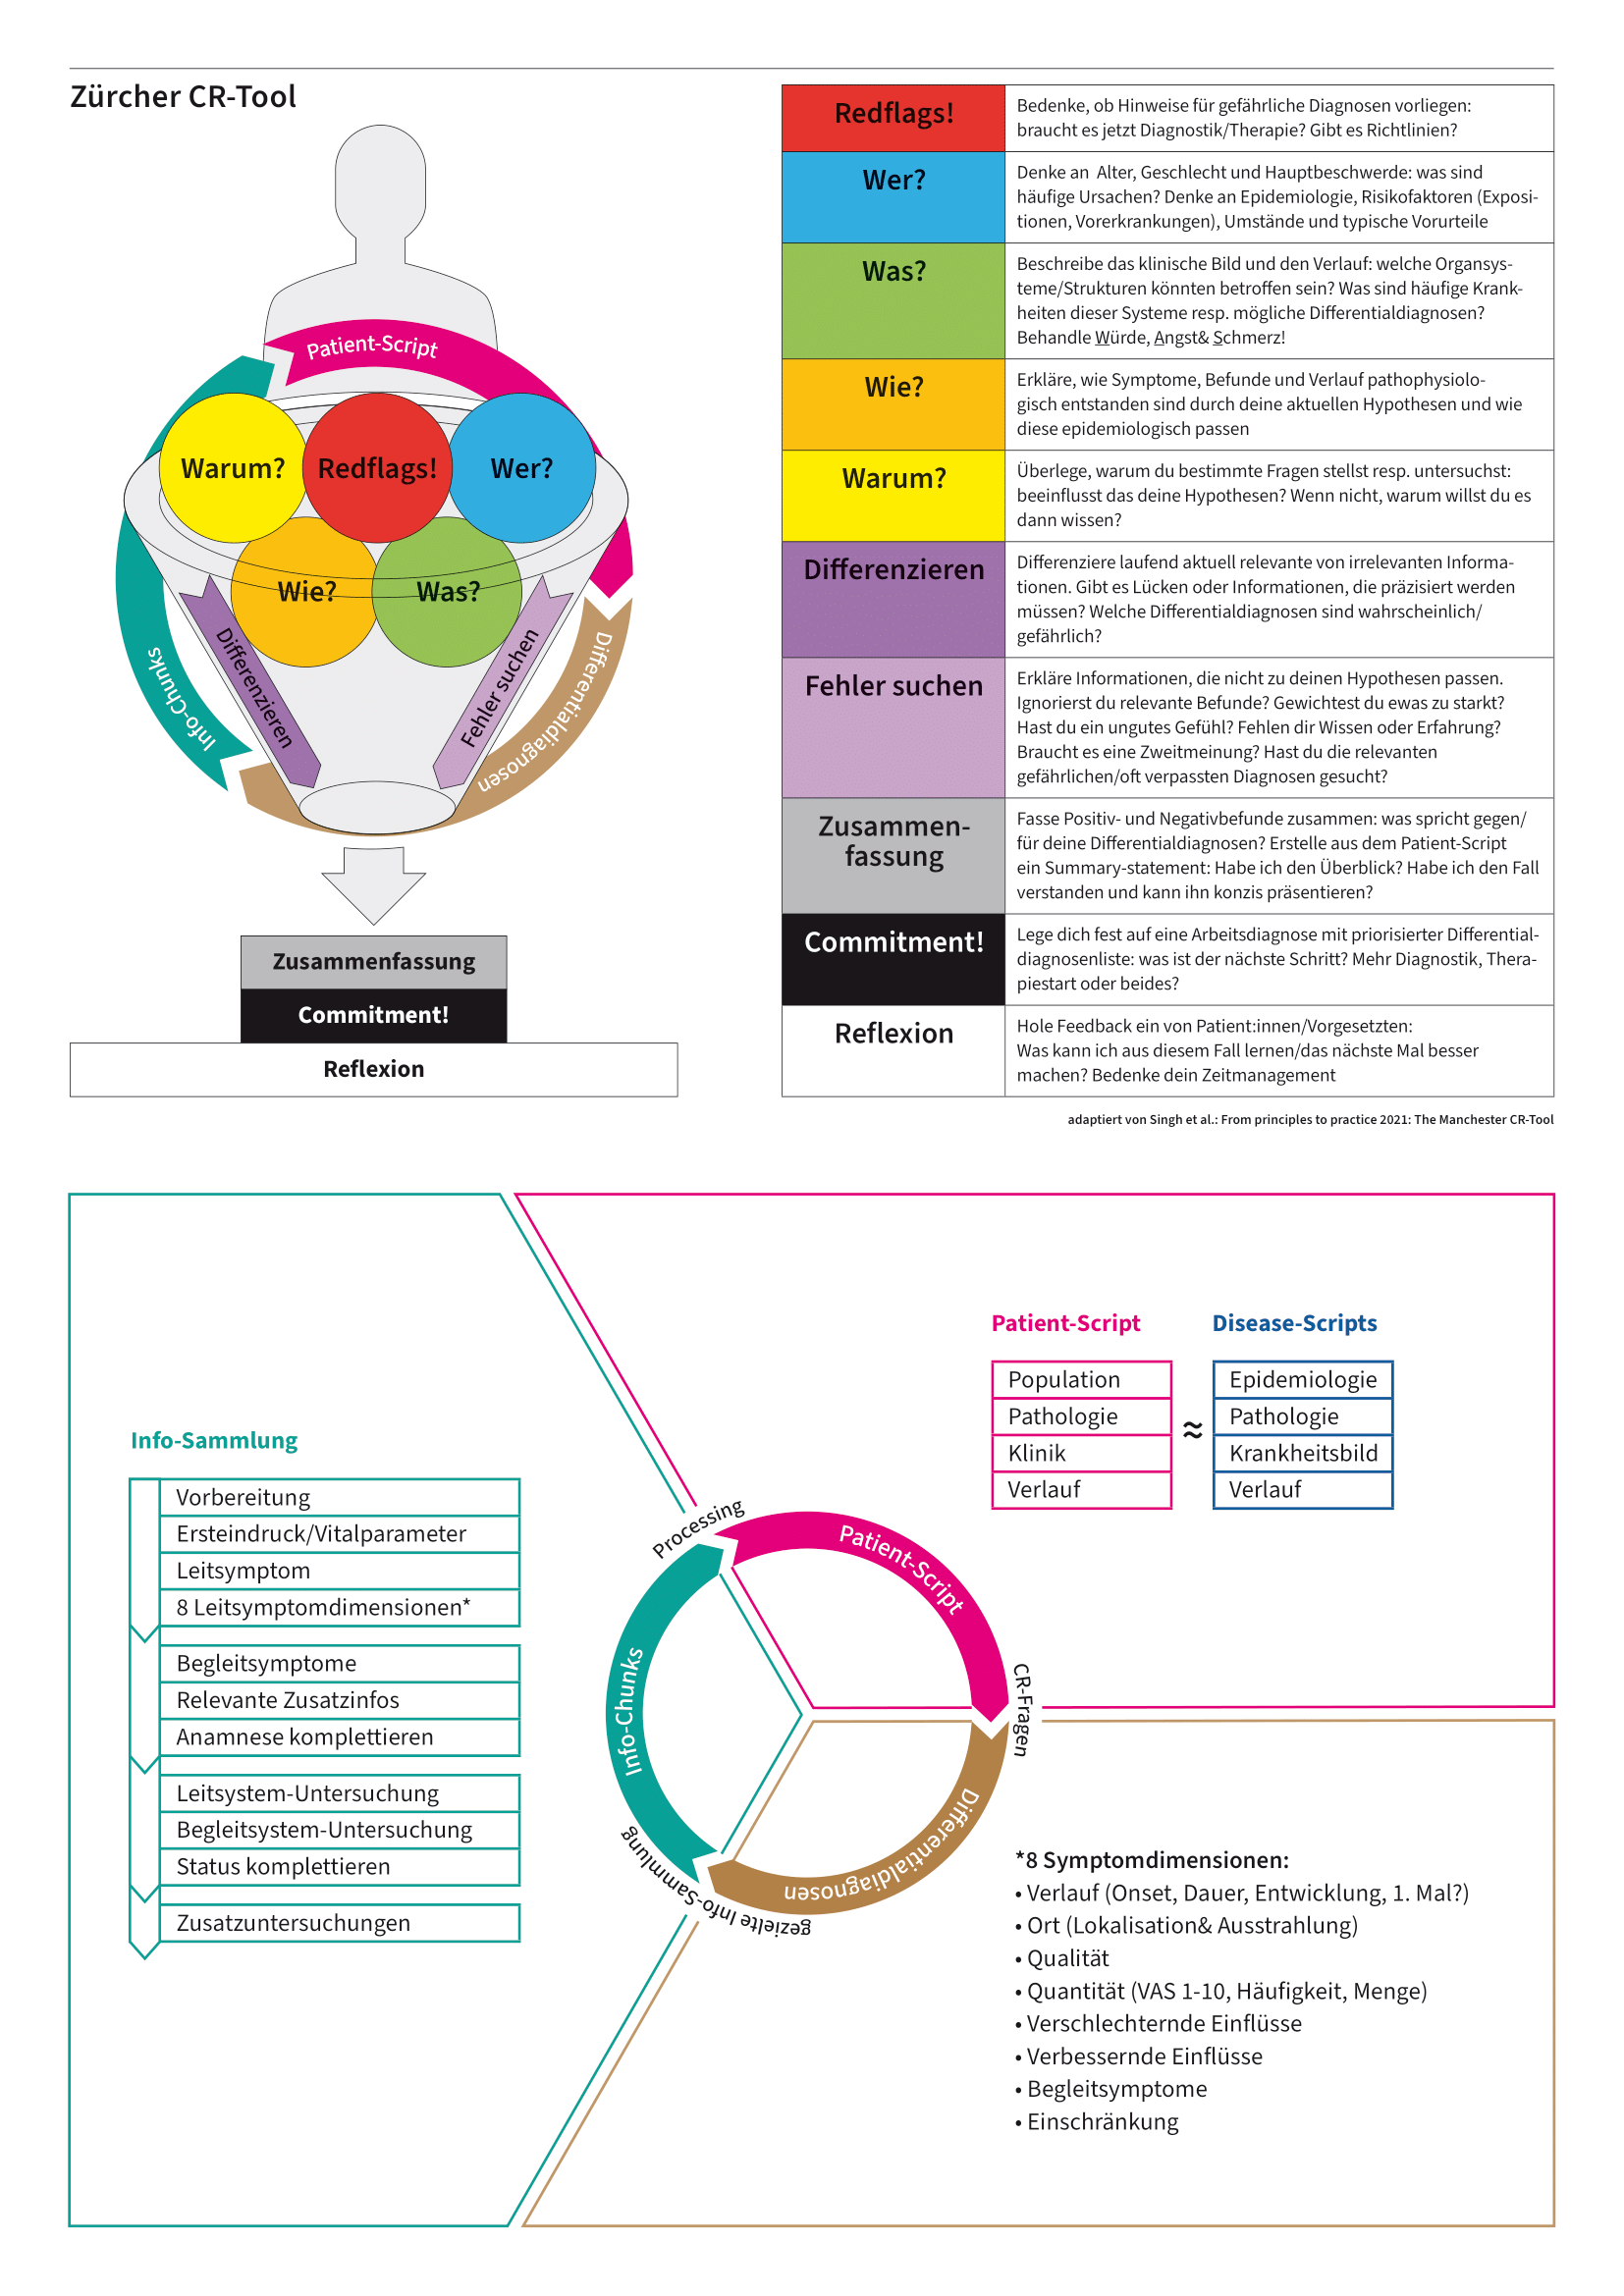 Zürcher CR-Tool
Patient-Script
Warum?
Redflags!
Wer?
Wie?
Was?
Differenzieren
Fehler suchen
Info-Chunks
Differentialdiagnosen
Zusammenfassung
Commitment!
Reflexion
Redflags!
Bedenke, ob Hinweise für gefährliche Diagnosen vorliegen:
braucht es jetzt Diagnostik/Therapie? Gibt es Richtlinien?
Wer?
Denke an Alter, Geschlecht und Hauptbeschwerde: was sind
häufige Ursachen? Denke an Epidemiologie, Risikofaktoren (Exposi-
tionen, Vorerkrankungen), Umstände und typische Vorurteile
Was?
Beschreibe das klinische Bild und den Verlauf: welche Organsys-
teme/Strukturen könnten betroffen sein? Was sind häufige Krank-
heiten dieser Systeme resp. mögliche Differentialdiagnosen?
Behandle Würde, Angst& Schmerz!
Wie?
Erkläre, wie Symptome, Befunde und Verlauf pathophysiolo-
gisch entstanden sind durch deine aktuellen Hypothesen und wie
diese epidemiologisch passen
Warum?
Überlege, warum du bestimmte Fragen stellst resp. untersuchst:
beeinflusst das deine Hypothesen? Wenn nicht, warum willst du es
dann wissen?
Differenzieren
Differenziere laufend aktuell relevante von irrelevanten Informa-
tionen. Gibt es Lücken oder Informationen, die präzisiert werden
müssen? Welche Differentialdiagnosen sind wahrscheinlich/
gefährlich?
Fehler suchen
Erkläre Informationen, die nicht zu deinen Hypothesen passen.
Ignorierst du relevante Befunde? Gewichtest du ewas zu starkt?
Hast du ein ungutes Gefühl? Fehlen dir Wissen oder Erfahrung?
Braucht es eine Zweitmeinung? Hast du die relevanten
gefährlichen/oft verpassten Diagnosen gesucht?
Zusammen-
fassung
Fasse Positiv- und Negativbefunde zusammen: was spricht gegen/
für deine Differentialdiagnosen? Erstelle aus dem Patient-Script
ein Summary-statement: Habe ich den Überblick? Habe ich den Fall
verstanden und kann ihn konzis präsentieren?
Commitment!
Lege dich fest auf eine Arbeitsdiagnose mit priorisierter Differential-
diagnosenliste: was ist der nächste Schritt? Mehr Diagnostik, Thera-
piestart oder beides?
Reflexion
Hole Feedback ein von Patient:innen/Vorgesetzten:
Was kann ich aus diesem Fall lernen/das nächste Mal besser
machen? Bedenke dein Zeitmanagement
adaptiert von Singh et al.: From principles to practice 2021: The Manchester CR-Tool
Info-Sammlung
Vorbereitung
Ersteindruck/Vitalparameter
Leitsymptom
8 Leitsymptomdimensionen*
Begleitsymptome
Relevante Zusatzinfos
Anamnese komplettieren
Leitsystem-Untersuchung
Begleitsystem-Untersuchung
Status komplettieren
Zusatzuntersuchungen
Patient-Script
Population
Pathologie
Klinik
Verlauf
≈
Disease-Scripts
Epidemiologie
Pathologie
Krankheitsbild
Verlauf
Processing
Patient-Script
CR-Fragen
Differentialdiagnosen
gezielte Info-Sammlung
Info-Chunks
*8 Symptomdimensionen:
• Verlauf (Onset, Dauer, Entwicklung, 1. Mal?)
• Ort (Lokalisation& Ausstrahlung)
• Qualität
• Quantität (VAS 1-10, Häufigkeit, Menge)
• Verschlechternde Einflüsse
• Verbessernde Einflüsse
• Begleitsymptome
• Einschränkung